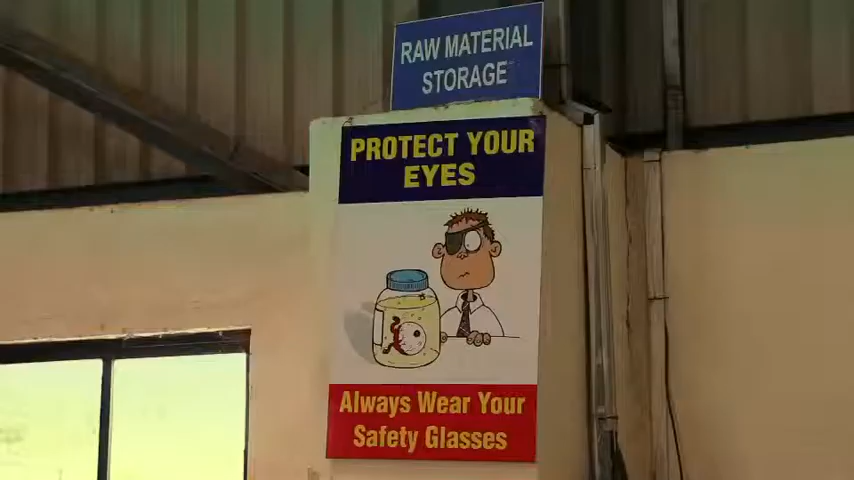 RAW MATERIAL
STORAGE
PROTECT YOUR
EYES
Always Wear Your
Safety Glasses